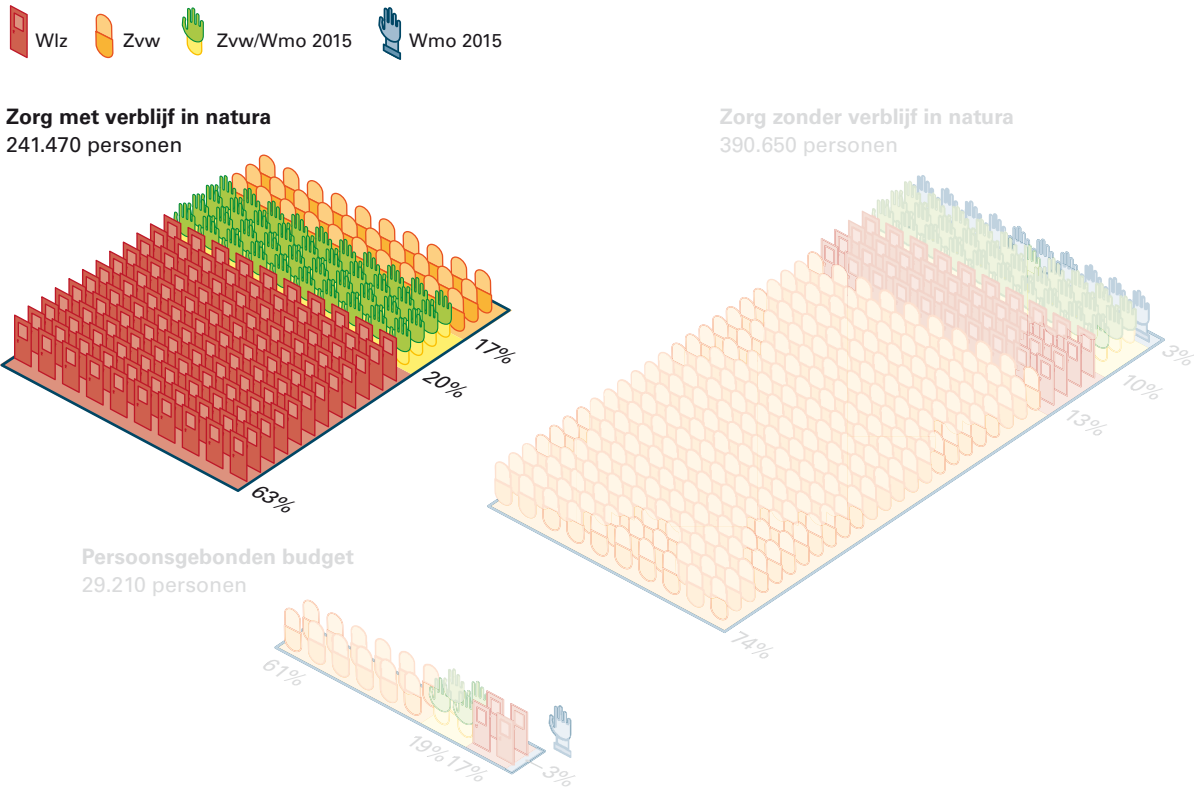 Wlz
Zvw
Zvw/Wmo 2015
Wmo 2015
Zorg met verblijf in natura
241.470 personen
Zorg zonder verblijf in natura
390.650 personen
17%
20%
63%
3%
10%
13%
74%
Persoonsgebonden budget
29.210 personen
61%
19%
17%
3%